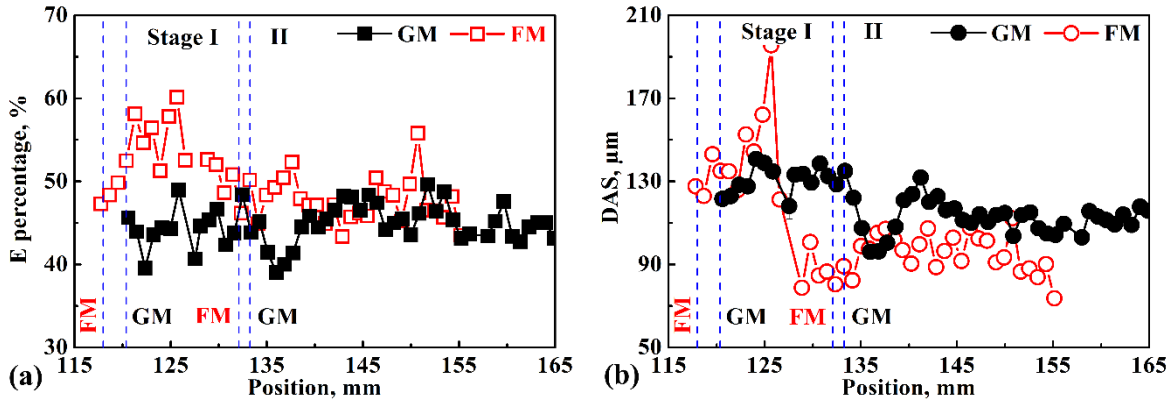 70
60
50
40
30
E percentage, %
Stage I
II
GM
FM
FM
GM
FM
GM
115
125
135
145
155
165
Position, mm
(a)
210
170
130
90
50
DAS, μm
Stage I
II
GM
FM
FM
GM
FM
GM
115
125
135
145
155
165
Position, mm
(b)